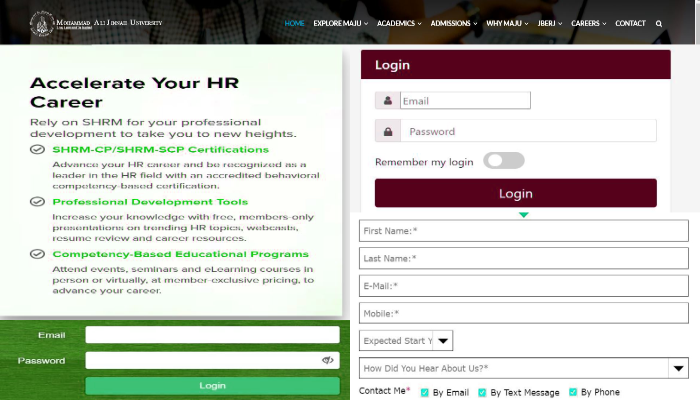 Mohammad Ali Jinnah University
HOME EXPLORE MAJU ACADEMICS ADMISSIONS WHY MAJU JBERJ CAREERS CONTACT
Accelerate Your HR
Career
Rely on SHRM for your professional
development to take you to new heights.
SHRM-CP/SHRM-SCP Certifications
Advance your HR career and be recognized as a
leader in the HR field with an accredited behavioral
competency-based certification.
Professional Development Tools
Increase your knowledge with free, members-only
presentations on trending HR topics, webcasts,
resume review and career resources.
Competency-Based Educational Programs
Attend events, seminars and eLearning courses in
person or virtually, at member-exclusive pricing, to
advance your career.
Email
Password
Login
Login
Email
Password
Remember my login
Login
First Name:*
Last Name:*
E-Mail:*
Mobile:*
Expected Start Y
How Did You Hear About Us?*
Contact Me* By Email By Text Message By Phone